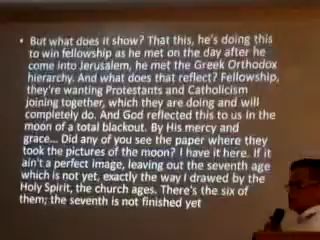 • But what does it show? That this, he's doing this
to win fellowship as he met on the day after he
come into Jerusalem, he met the Greek Orthodox
hierarchy. And what does that reflect? Fellowship,
they're wanting Protestants and Catholicism
joining together, which they are doing and will
completely do. And God reflected this to us in the
moon of a total blackout. By His mercy and
grace... Did any of you see the paper where they
took the pictures of the moon? I have it here. If it
ain't a perfect image, leaving out the seventh age
which is not yet, exactly the way I drawed by the
Holy Spirit, the church ages. There's the six of
them; the seventh is not finished yet